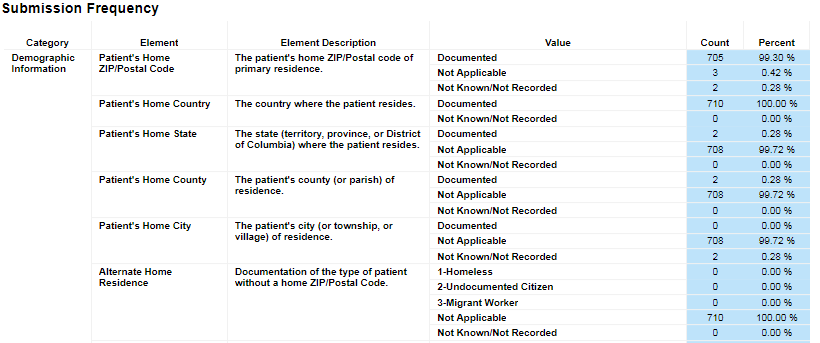 Submission Frequency
Category Element Element Description Value Count Percent
Demographic Patient's Home The patient's home ZIP/Postal code of Documented 705 99.30 %
Information ZIP/Postal Code primary residence. Not Applicable 3 0.42 %
Not Known/Not Recorded 2 0.28 %
Patient's Home Country The country where the patient resides. Documented 710 100.00 %
Not Known/Not Recorded 0 0.00 %
Patient's Home State The state (territory, province, or District Documented 2 0.28 %
of Columbia) where the patient resides. Not Applicable 708 99.72 %
Not Known/Not Recorded 0 0.00 %
Patient's Home County The patient's county (or parish) of Documented 2 0.28 %
residence. Not Applicable 708 99.72 %
Not Known/Not Recorded 0 0.00 %
Patient's Home City The patient's city (or township, or Documented 0 0.00 %
village) of residence. Not Applicable 708 99.72 %
Not Known/Not Recorded 2 0.28 %
Alternate Home Documentation of the type of patient 1-Homeless 0 0.00 %
Residence without a home ZIP/Postal Code. 2-Undocumented Citizen 0 0.00 %
3-Migrant Worker 0 0.00 %
Not Applicable 710 100.00 %
Not Known/Not Recorded 0 0.00 %